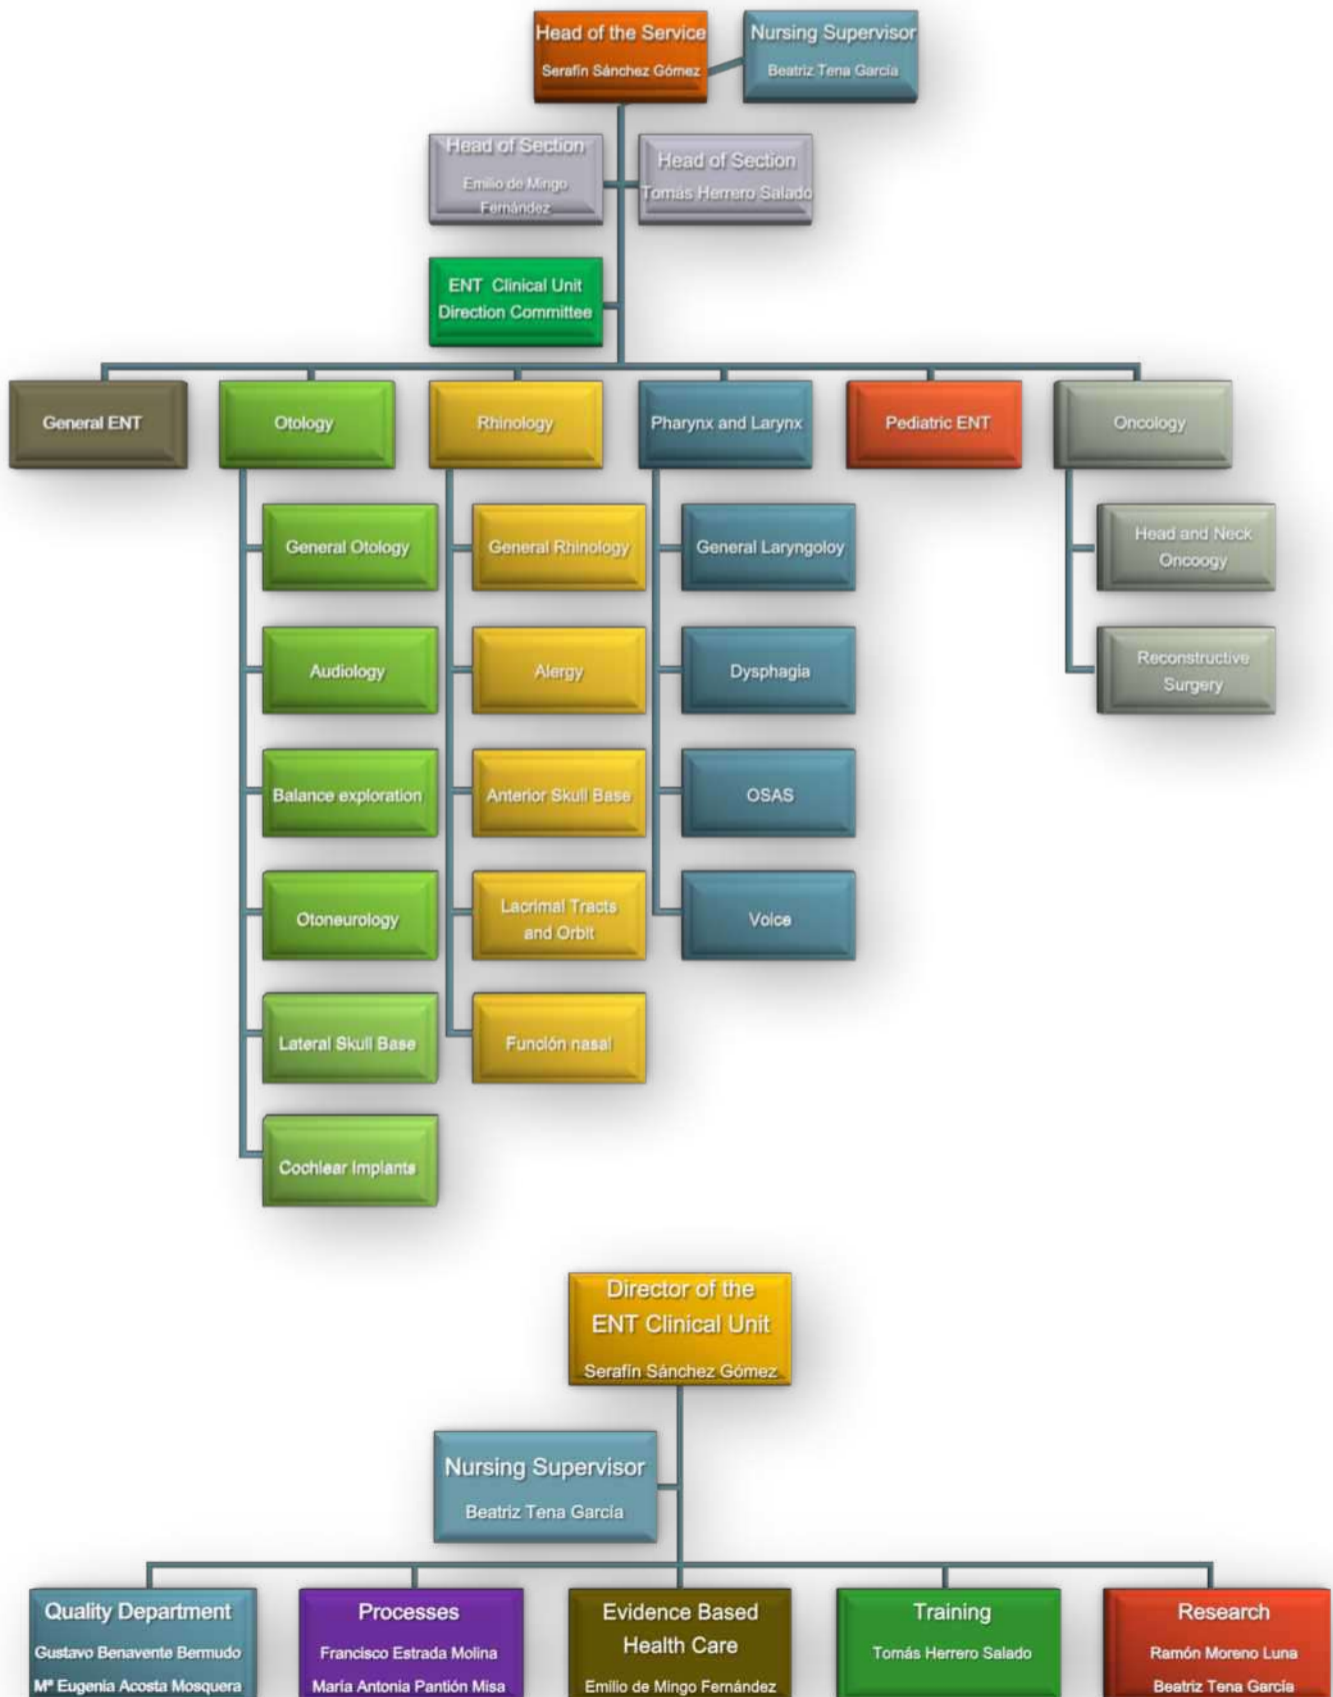 Head of the Service
Serafín Sánchez Gómez
Nursing Supervisor
Beatriz Tena García
Head of Section
Emilio de Mingo
Fernández
Head of Section
Tomás Herrero Salado
ENT Clinical Unit
Direction Committee
General ENT
Otology
Rhinology
Pharynx and Larynx
Pediatric ENT
Oncology
General Otology
General Rhinology
General Laryngoloy
Head and Neck
Oncoogy
Audiology
Alergy
Dysphagia
Reconstructive
Surgery
Balance exploration
Anterior Skull Base
OSAS
Otoneurology
Lacrimal Tracts
and Orbit
Voice
Lateral Skull Base
Función nasal
Cochlear Implants
Director of the
ENT Clinical Unit
Serafín Sánchez Gómez
Nursing Supervisor
Beatriz Tena García
Quality Department
Gustavo Benavente Bermudo
Mª Eugenia Acosta Mosquera
Processes
Francisco Estrada Molina
María Antonia Pantión Misa
Evidence Based
Health Care
Emilio de Mingo Fernández
Training
Tomás Herrero Salado
Research
Ramón Moreno Luna
Beatriz Tena García